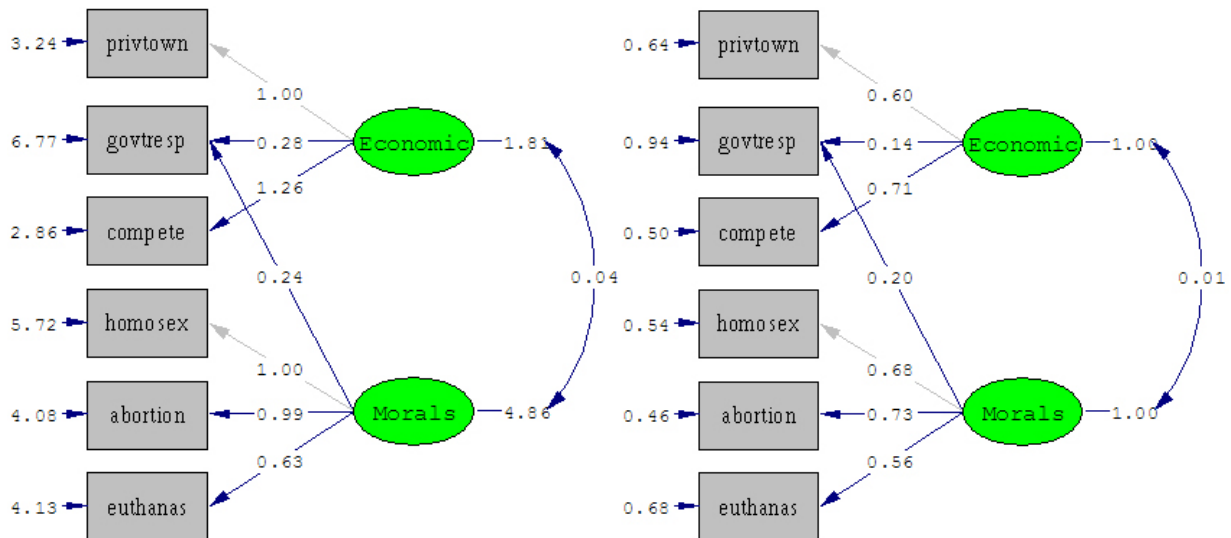 3.24 privtown
1.00
6.77 govtresp 0.28 Economic 1.81
1.26
2.86 compete
0.24
0.04
5.72 homosex
1.00
4.08 abortion 0.99 Morals 4.86
0.63
4.13 euthanas
0.64 privtown
0.60
0.94 govtresp 0.14 Economic 1.00
0.71
0.50 compete
0.20
0.01
0.54 homosex
0.68
0.46 abortion 0.73 Morals 1.00
0.56
0.68 euthanas